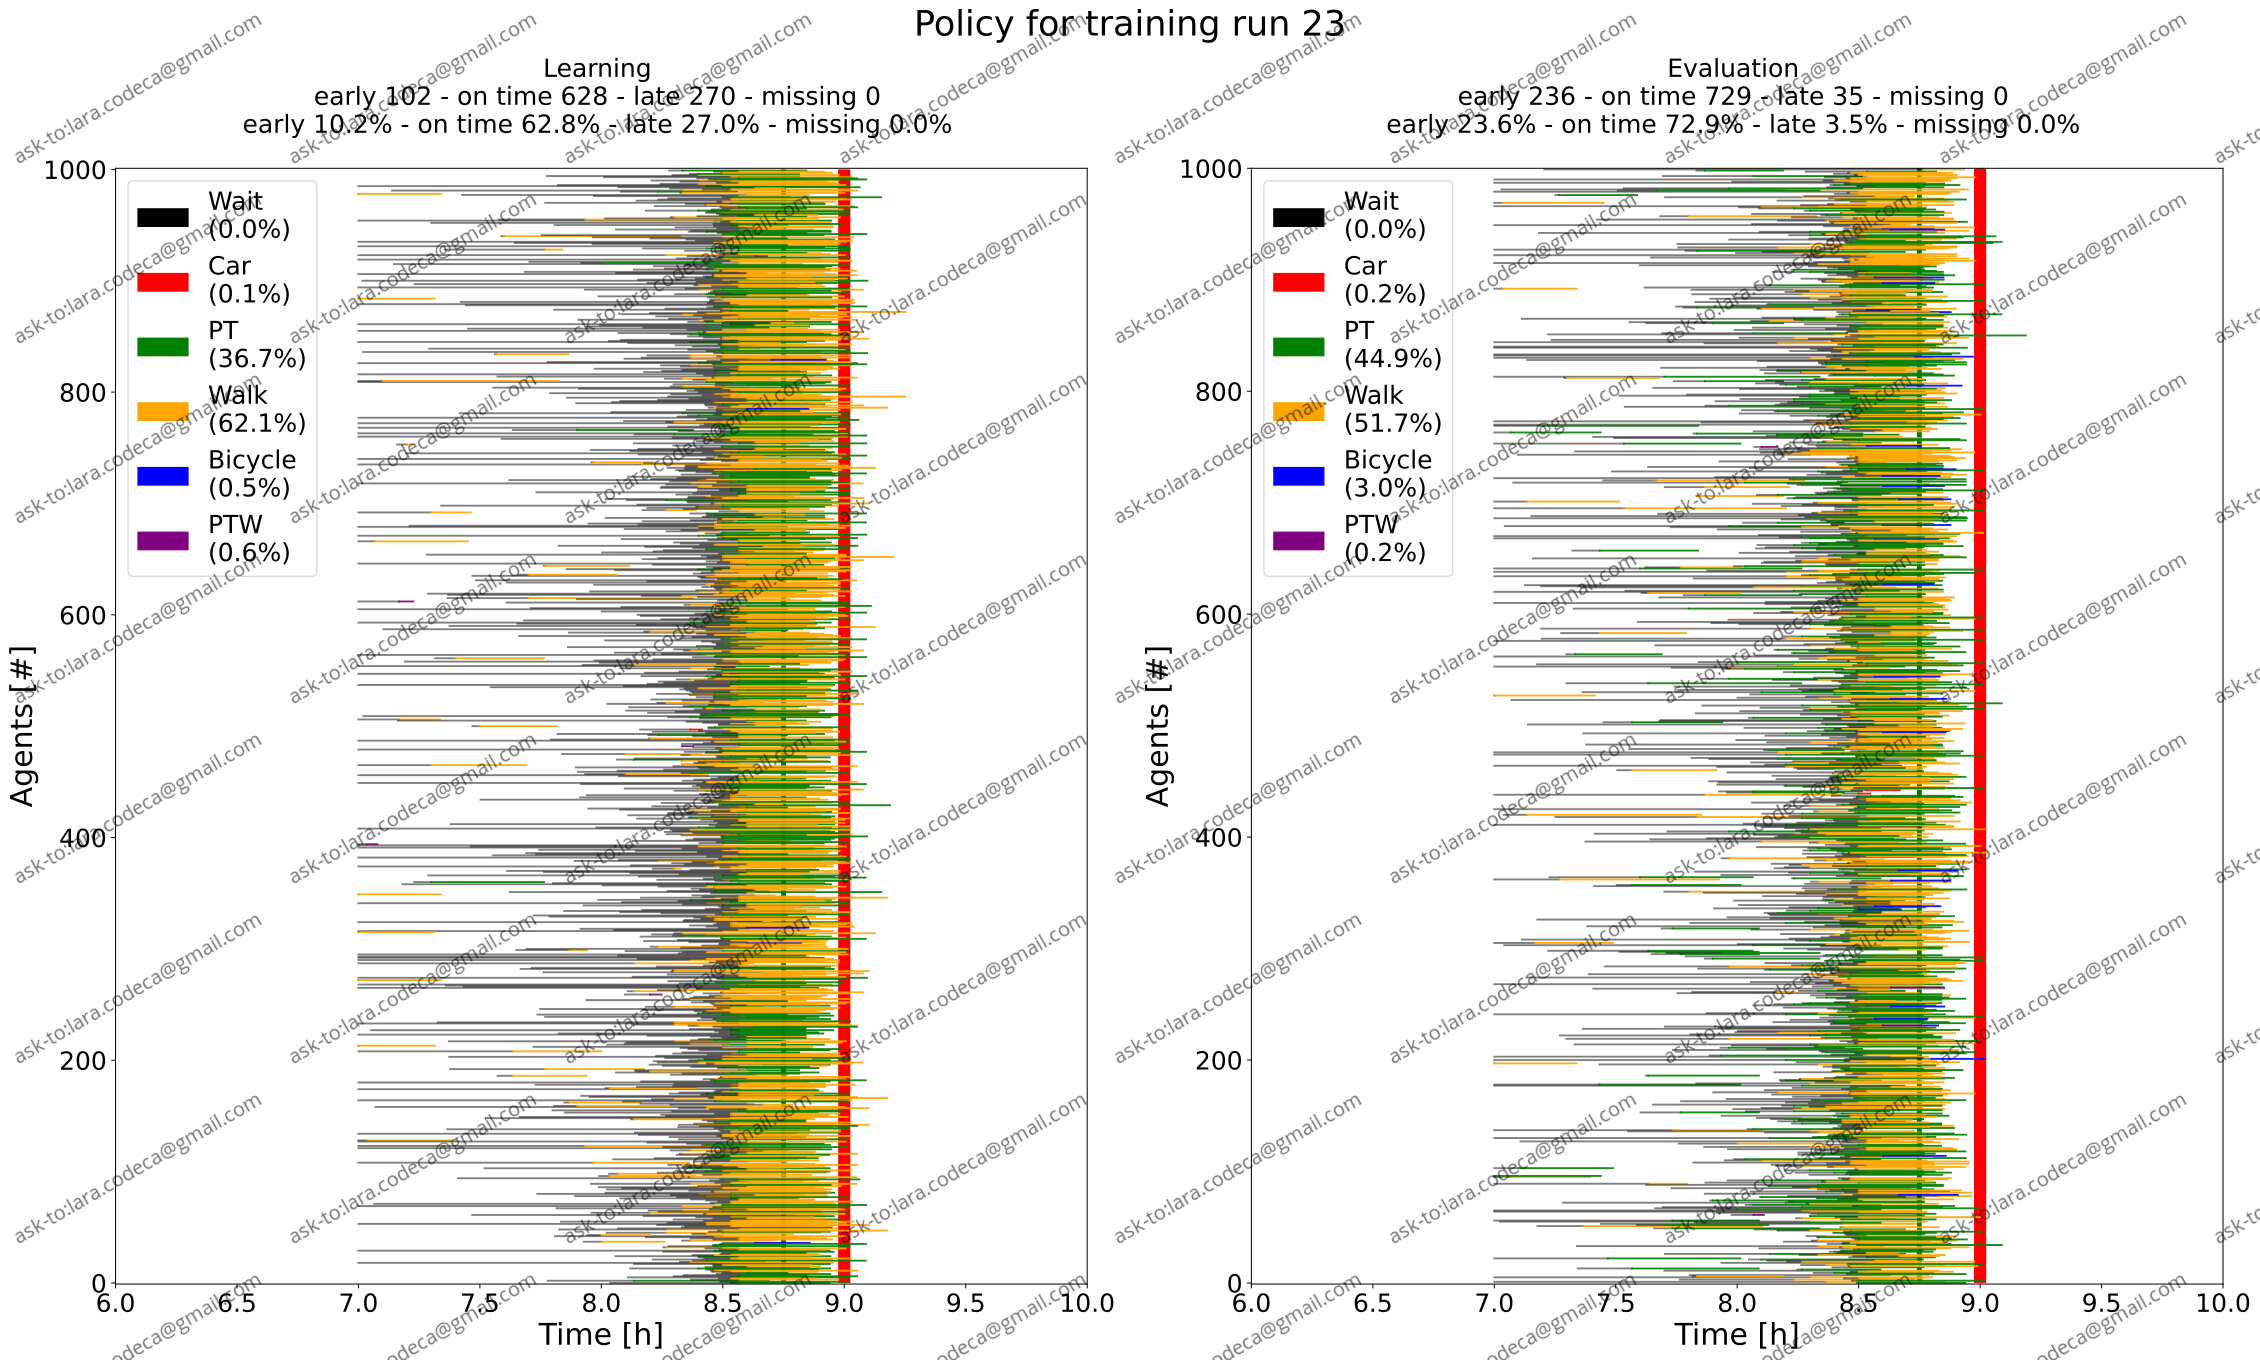 Policy for training run 23
Learning
early 102 - on time 628 - late 270 - missing 0
early 10.2% - on time 62.8% - late 27.0% - missing 0.0%
Wait
(0.0%)
Car
(0.1%)
PT
(36.7%)
Walk
(62.1%)
Bicycle
(0.5%)
PTW
(0.6%)
Agents [#]
1000
800
600
400
200
0
6.0 6.5 7.0 7.5 8.0 8.5 9.0 9.5 10.0
Time [h]
Evaluation
early 236 - on time 729 - late 35 - missing 0
early 23.6% - on time 72.9% - late 3.5% - missing 0.0%
Wait
(0.0%)
Car
(0.2%)
PT
(44.9%)
Walk
(51.7%)
Bicycle
(3.0%)
PTW
(0.2%)
Agents [#]
1000
800
600
400
200
0
6.0 6.5 7.0 7.5 8.0 8.5 9.0 9.5 10.0
Time [h]
ask-to:lara.codeca@gmail.com